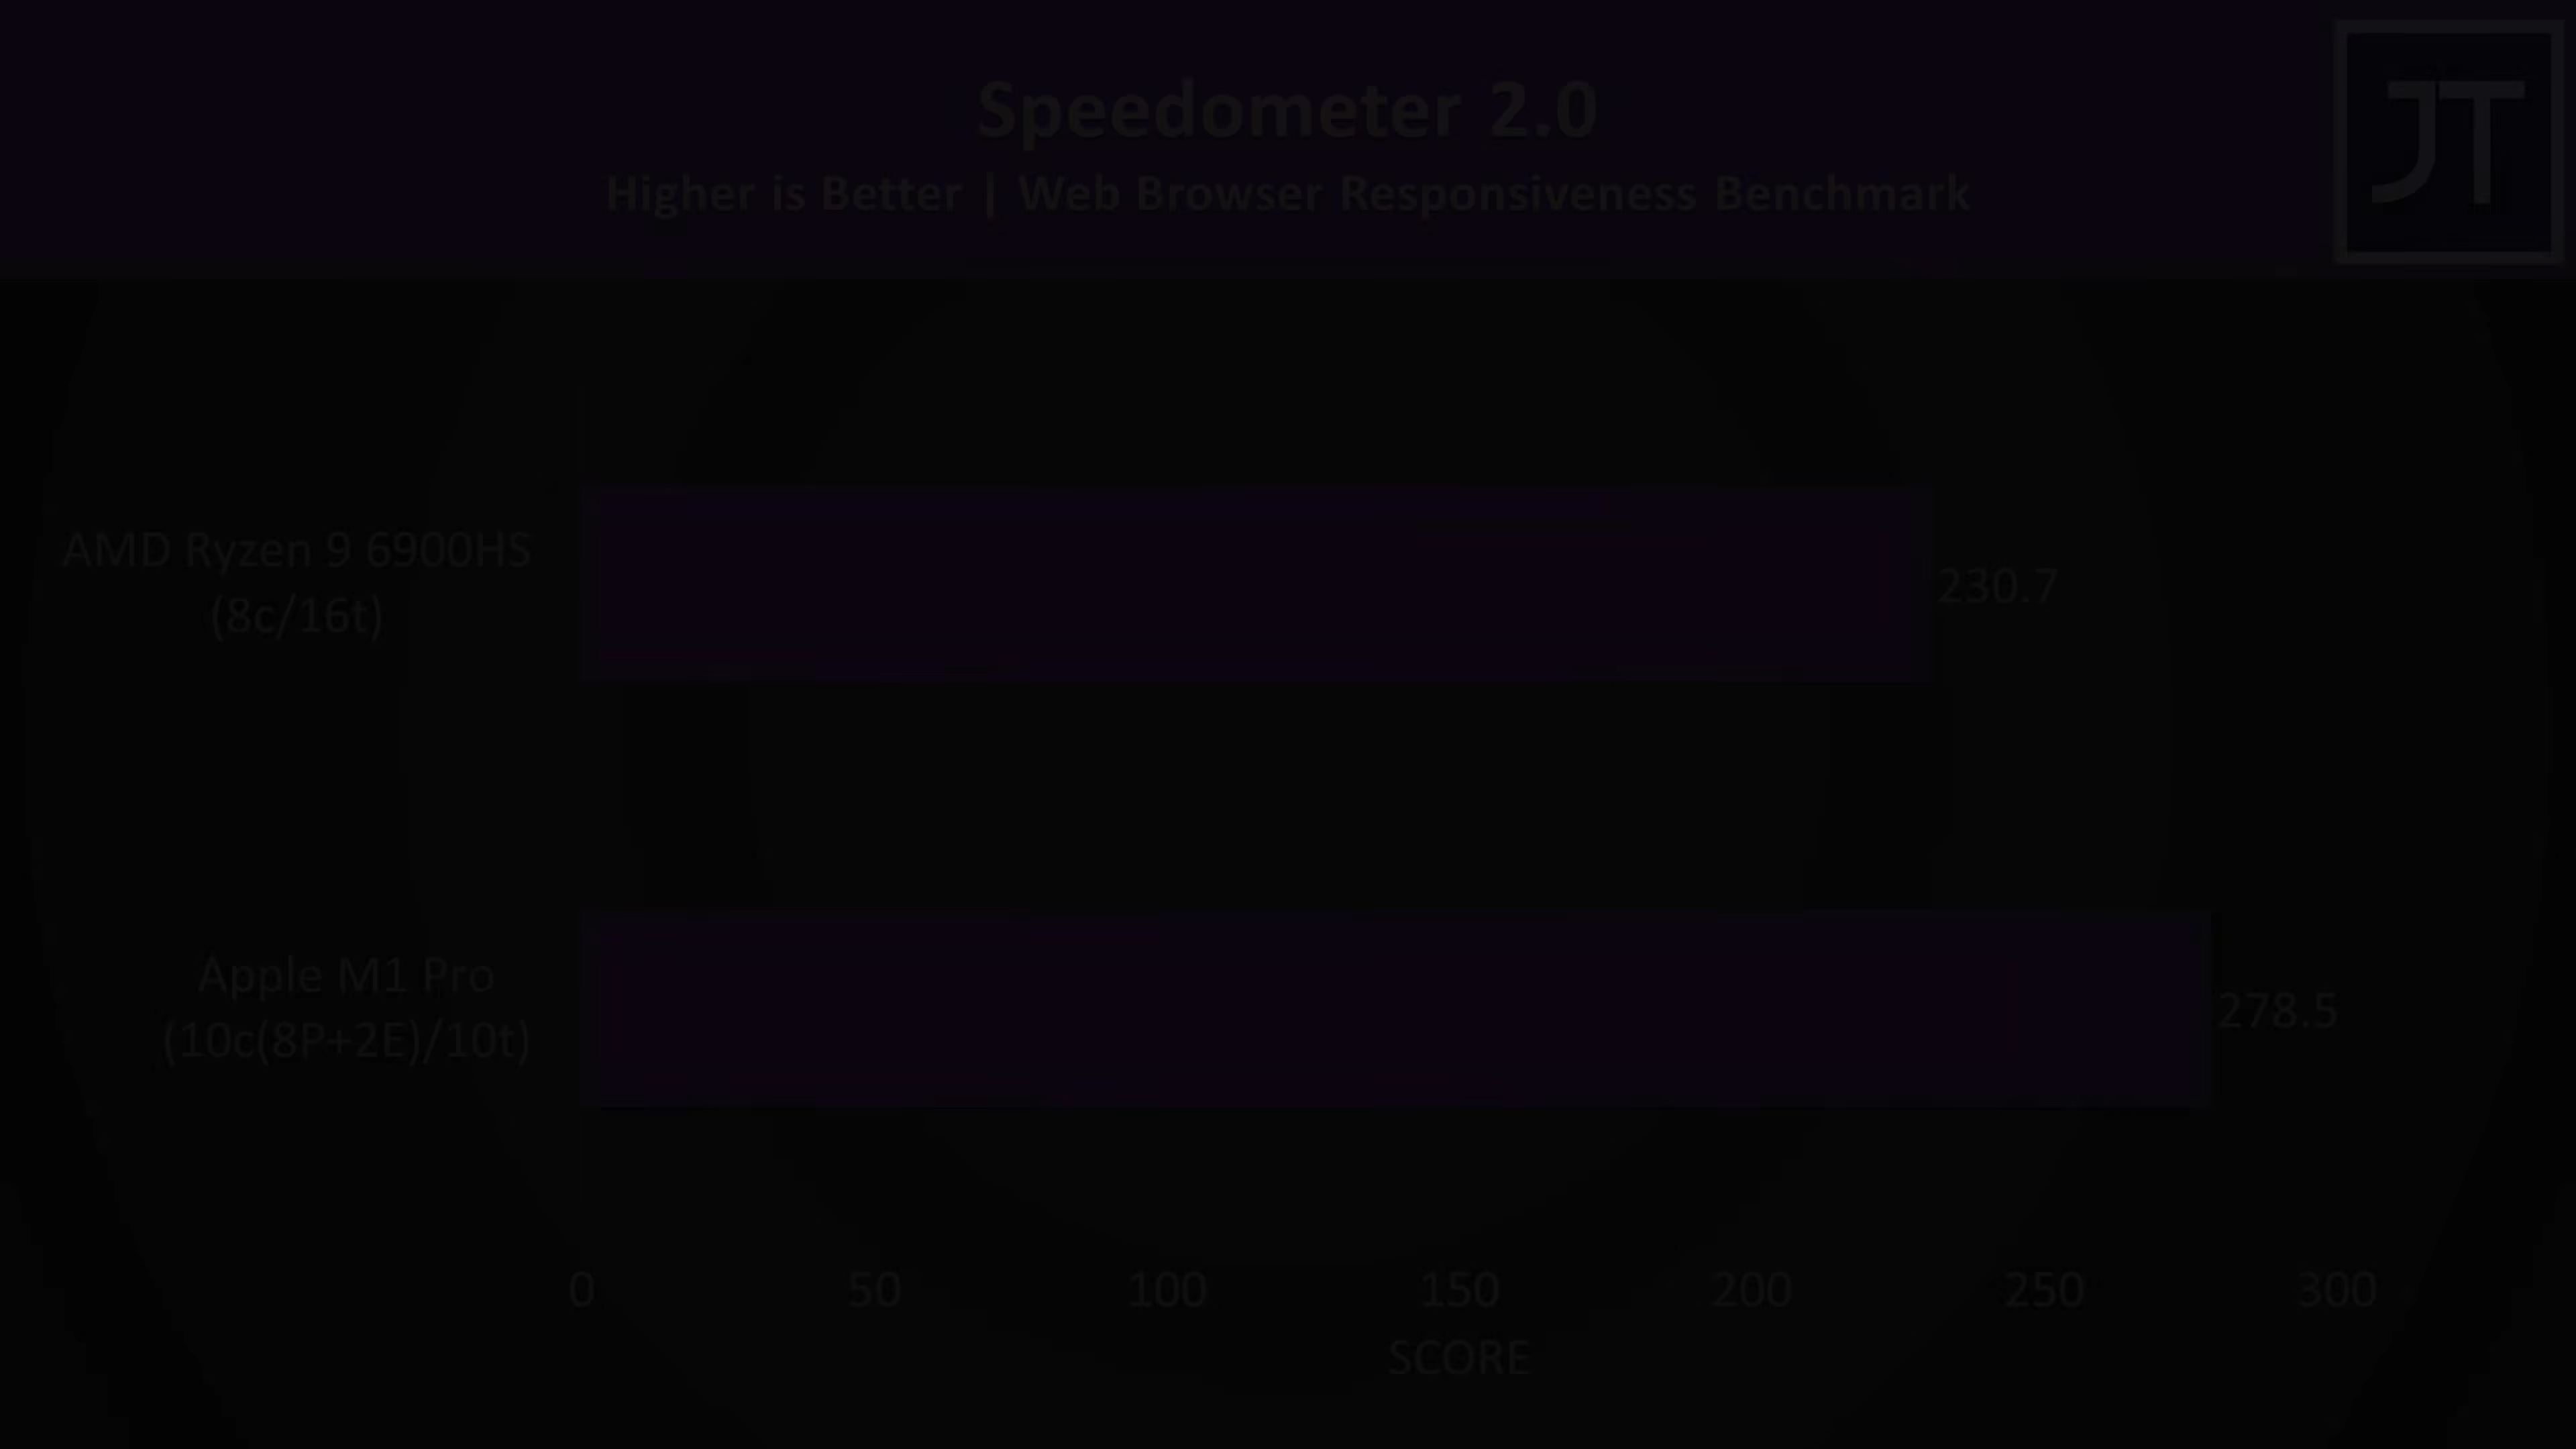 Speedometer 2.0
Higher is Better | Web Browser Responsiveness Benchmark
JT
AMD Ryzen 9 6900HS
(8c/16t)
230.7
Apple M1 Pro
(10c(8P+2E)/10t)
278.5
0 50 100 150 200 250 300
SCORE